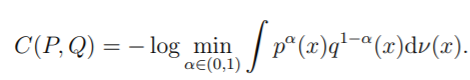 C(P, Q) = − log min_{α∈(0,1)} ∫ p^α(x)q^{1−α}(x)dν(x).